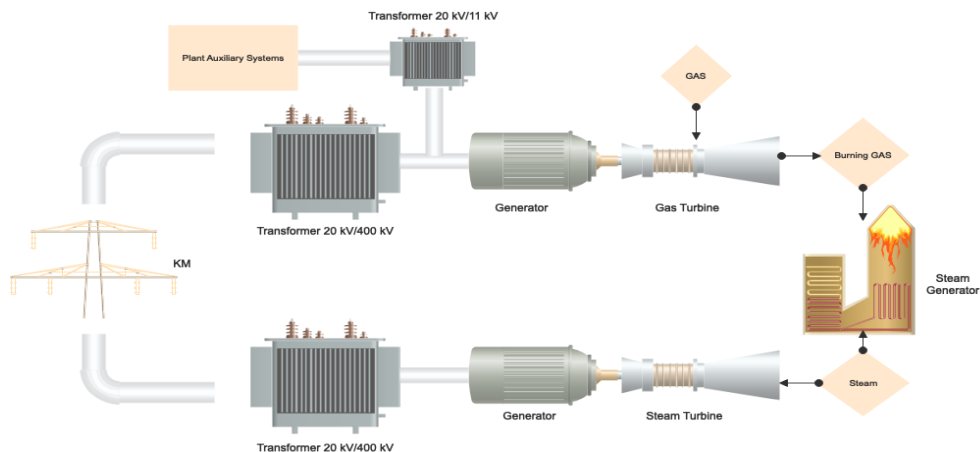 Transformer 20 kV/11 kV
Plant Auxiliary Systems
GAS
Burning GAS
Generator
Gas Turbine
Transformer 20 kV/400 kV
KM
Steam
Generator
Steam
Generator
Steam Turbine
Transformer 20 kV/400 kV